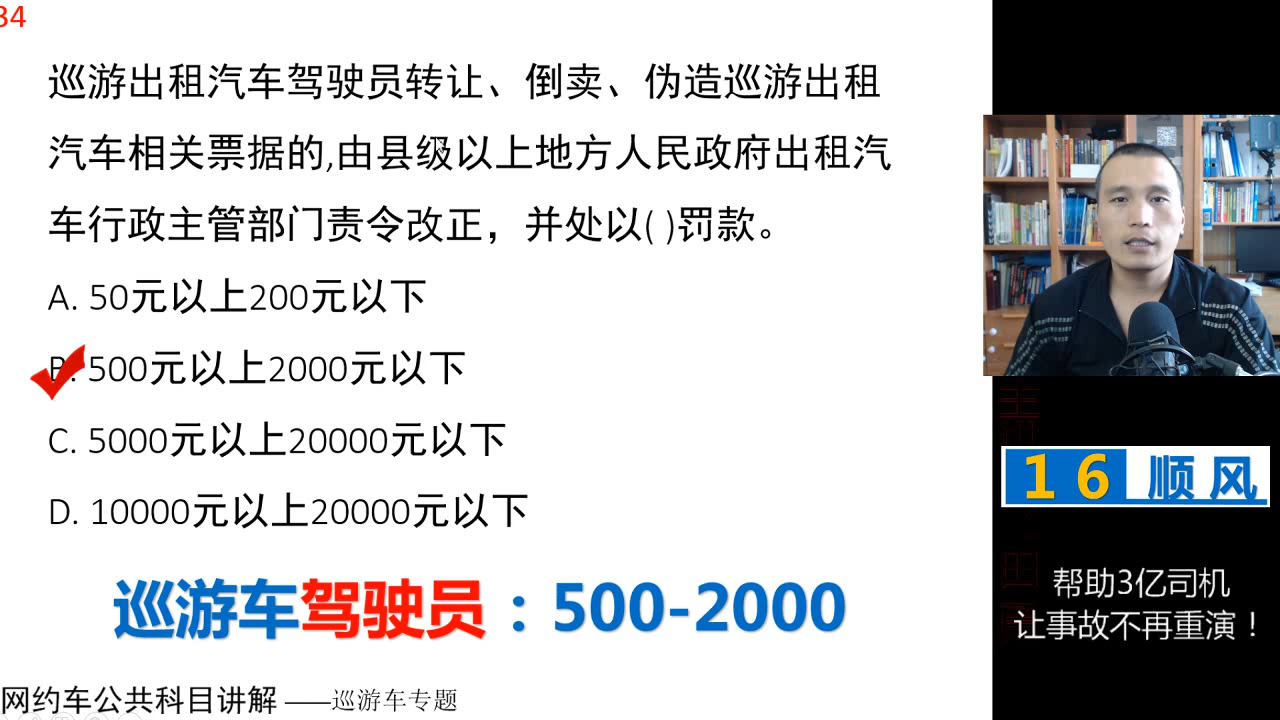 34
巡游出租汽车驾驶员转让、倒卖、伪造巡游出租
汽车相关票据的,由县级以上地方人民政府出租汽
车行政主管部门责令改正，并处以( )罚款。
A. 50元以上200元以下
B. 500元以上2000元以下
C. 5000元以上20000元以下
D. 10000元以上20000元以下
巡游车驾驶员：500-2000
网约车公共科目讲解 ——巡游车专题
16 顺风
帮助3亿司机
让事故不再重演！